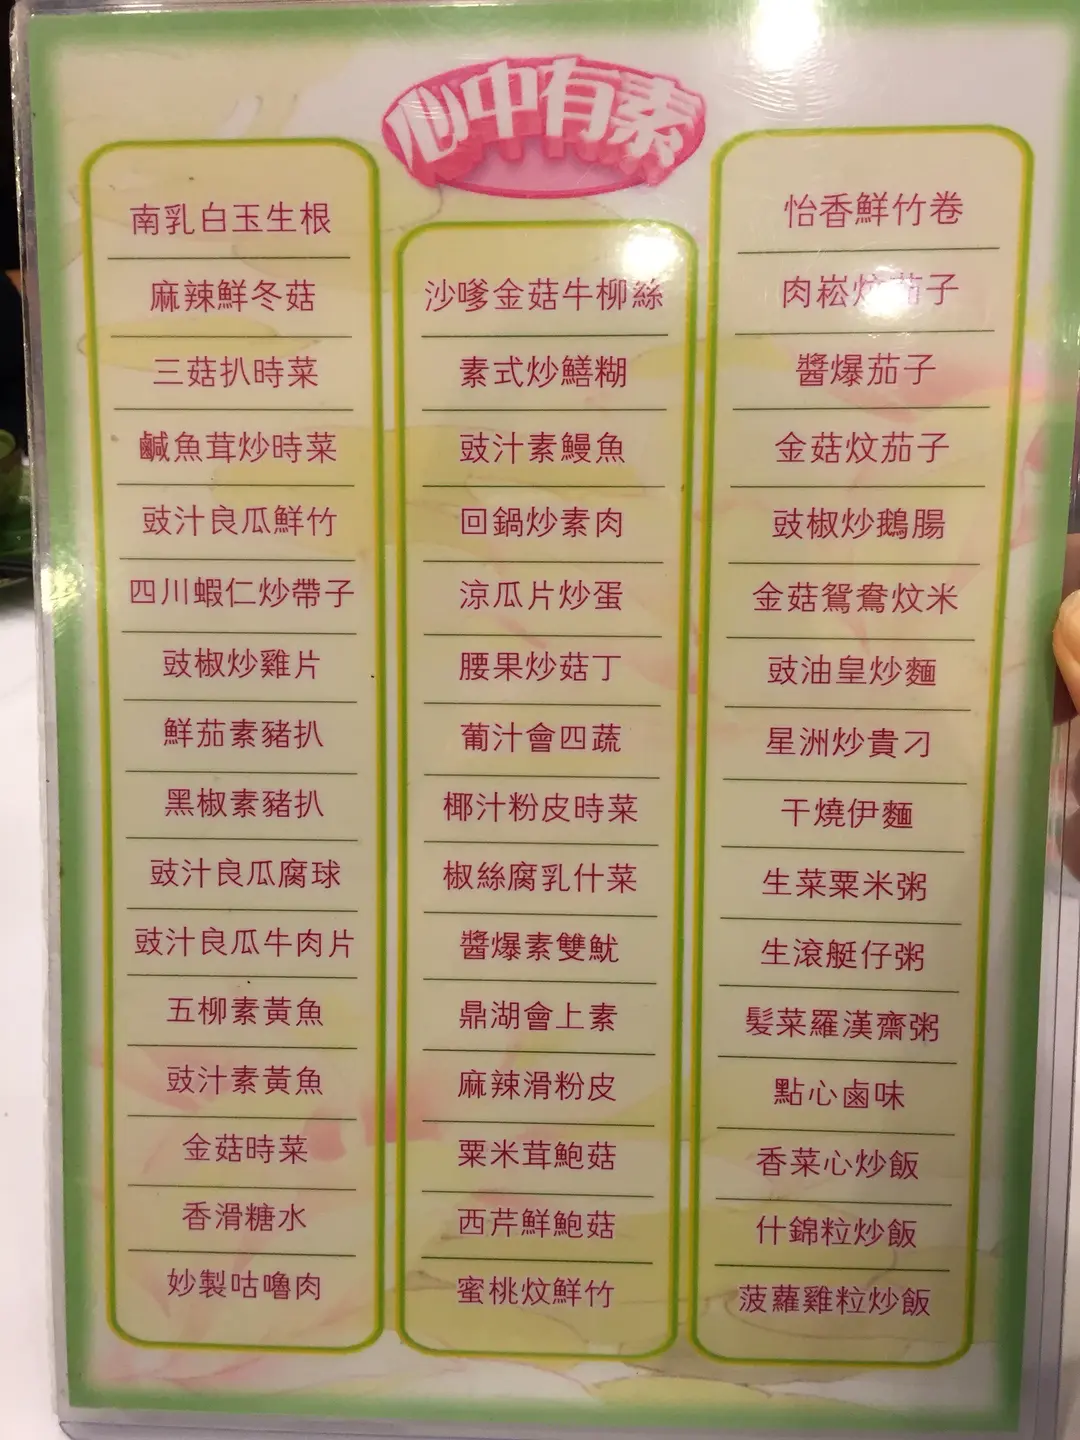 心中有素
南乳白玉生根
麻辣鮮冬菇
三菇扒時菜
鹹魚茸炒時菜
豉汁良瓜鮮竹
四川蝦仁炒帶子
豉椒炒雞片
鮮茄素豬扒
黑椒素豬扒
豉汁良瓜腐球
豉汁良瓜牛肉片
五柳素黃魚
豉汁素黃魚
金菇時菜
香滑糖水
妙製咕嚕肉
沙嗲金菇牛柳絲
素式炒鱔糊
豉汁素鰻魚
回鍋炒素肉
涼瓜片炒蛋
腰果炒菇丁
葡汁會四蔬
椰汁粉皮時菜
椒絲腐乳什菜
醬爆素雙魷
鼎湖會上素
麻辣滑粉皮
粟米茸鮑菇
西芹鮮鮑菇
蜜桃炆鮮竹
怡香鮮竹卷
肉崧炆茄子
醬爆茄子
金菇炆茄子
豉椒炒鵝腸
金菇鴛鴦炆米
豉油皇炒麵
星洲炒貴刁
干燒伊麵
生菜粟米粥
生滾艇仔粥
髮菜羅漢齋粥
點心鹵味
香菜心炒飯
什錦粒炒飯
菠蘿雞粒炒飯